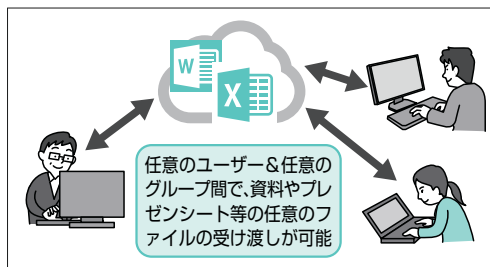 W
X
任意のユーザー&任意の
グループ間で、資料やプレ
ゼンシート等の任意のフ
ァイルの受け渡しが可能